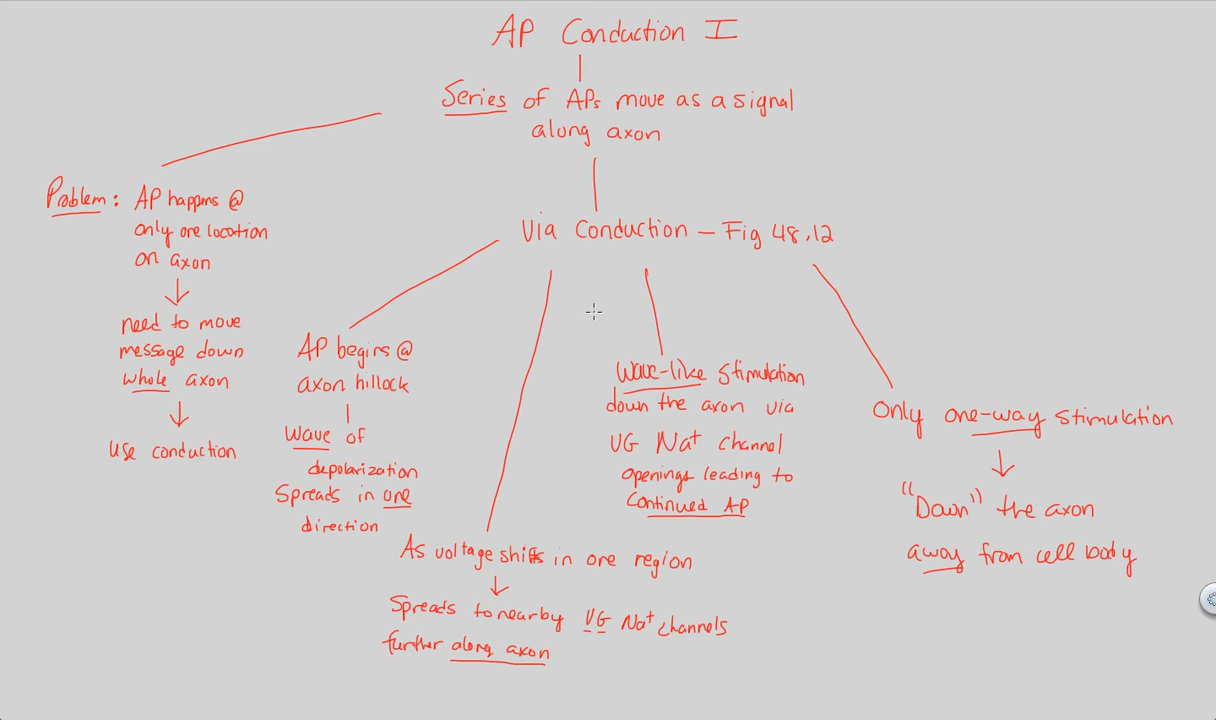 AP Conduction I
Series of APs move as a signal
along axon
Problem: AP happens @
only one location
on axon
need to move
message down
whole axon
use conduction
Via Conduction – Fig 48.12
AP begins @
axon hillock
Wave of
depolarization
Spreads in one
direction
As voltage shifts in one region
Spreads to nearby VG Na+ channels
further along axon
Wave-like Stimulation
down the axon via
VG Na+ channel
openings leading to
Continued AP
Only one-way stimulation
"Down" the axon
away from cell body